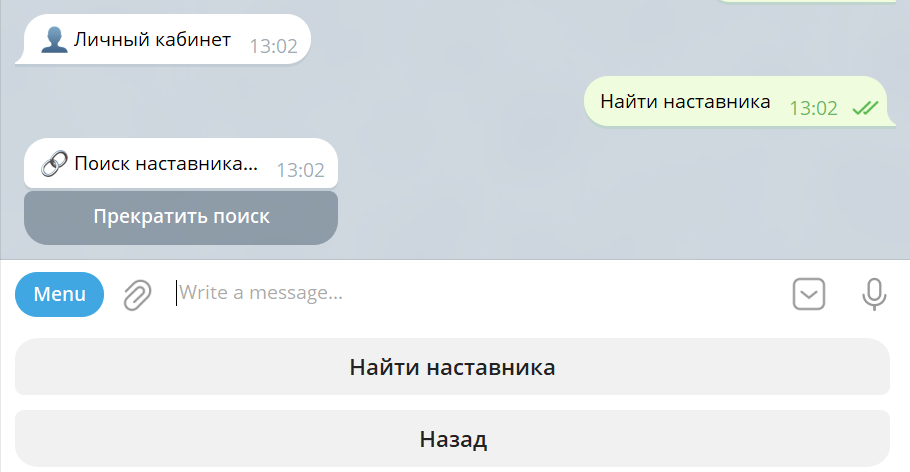 Личный кабинет 13:02
Найти наставника 13:02
Поиск наставника... 13:02
Прекратить поиск
Menu Write a message...
Найти наставника
Назад